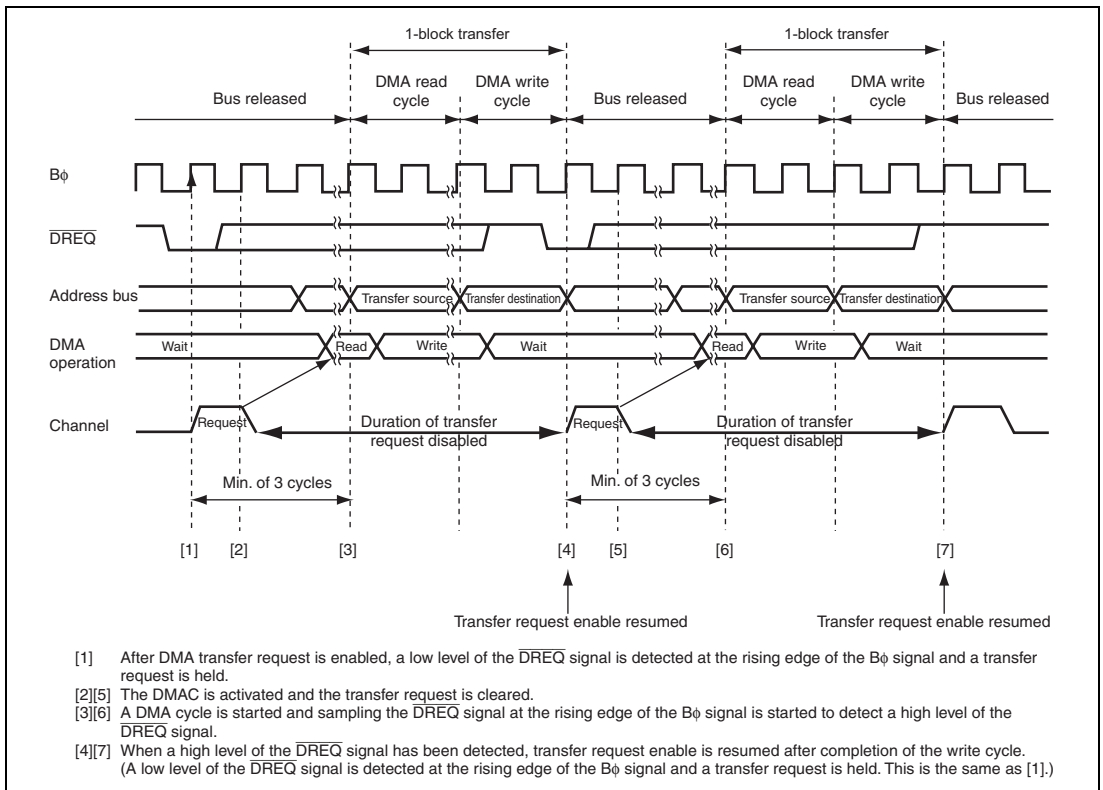 1-block transfer 1-block transfer
DMA read DMA write DMA read DMA write
Bus released cycle cycle Bus released cycle cycle Bus released
Bϕ
DREQ
Address bus Transfer source Transfer destination Transfer source Transfer destination
DMA operation Wait Read Write Wait Read Write Wait
Channel Request Duration of transfer Request Duration of transfer
request disabled request disabled
Min. of 3 cycles Min. of 3 cycles
[1] [2] [3] [4] [5] [6] [7]
Transfer request enable resumed Transfer request enable resumed
[1] After DMA transfer request is enabled, a low level of the DREQ signal is detected at the rising edge of the Bϕ signal and a transfer
request is held.
[2][5] The DMAC is activated and the transfer request is cleared.
[3][6] A DMA cycle is started and sampling the DREQ signal at the rising edge of the Bϕ signal is started to detect a high level of the
DREQ signal.
[4][7] When a high level of the DREQ signal has been detected, transfer request enable is resumed after completion of the write cycle.
(A low level of the DREQ signal is detected at the rising edge of the Bϕ signal and a transfer request is held. This is the same as [1].)